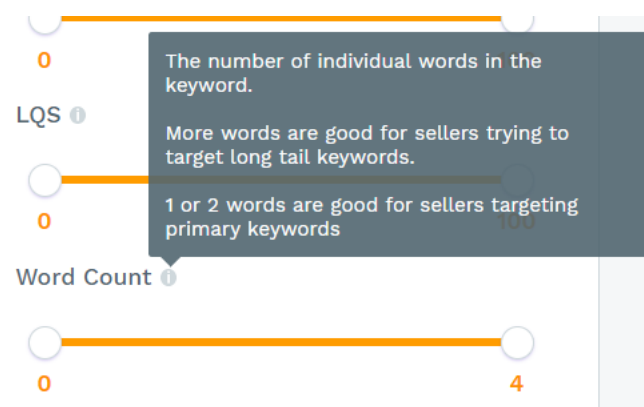 0
The number of individual words in the
keyword.
LQS
More words are good for sellers trying to
target long tail keywords.
1 or 2 words are good for sellers targeting
primary keywords
0 100
Word Count
0 4